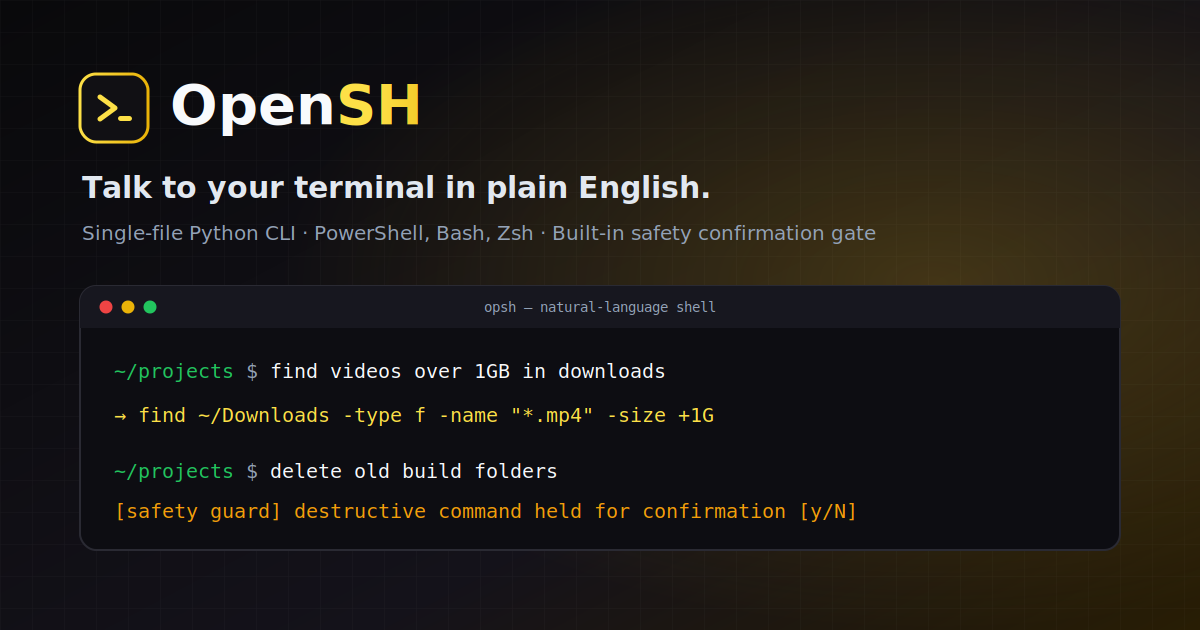 OpenSH
Talk to your terminal in plain English.
Single-file Python CLI · PowerShell, Bash, Zsh · Built-in safety confirmation gate
opsh — natural-language shell
~/projects $ find videos over 1GB in downloads
→ find ~/Downloads -type f -name "*.mp4" -size +1G
~/projects $ delete old build folders
[safety guard] destructive command held for confirmation [y/N]